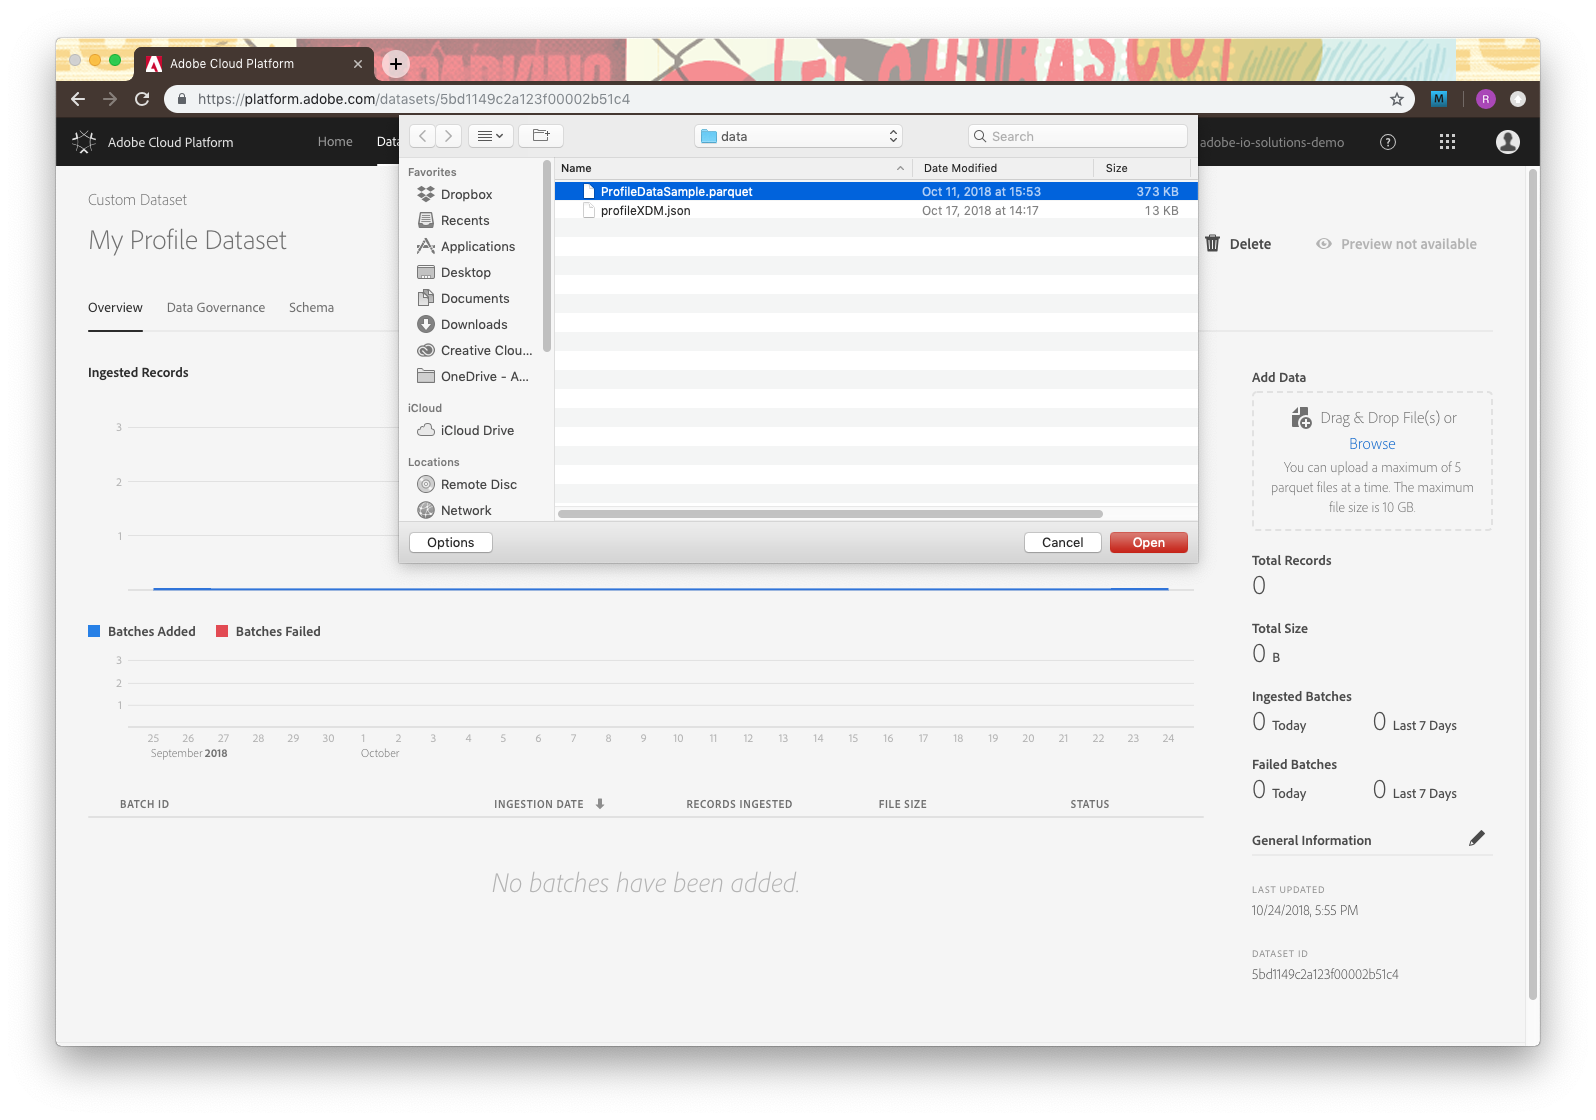 Adobe Cloud Platform
https://platform.adobe.com/datasets/5bd1149c2a123f00002b51c4
M
R
Adobe Cloud Platform
Home
Data
adobe-io-solutions-demo
data
Search
Favorites
Dropbox
Recents
Applications
Desktop
Documents
Downloads
Creative Clou...
OneDrive - A...
iCloud
iCloud Drive
Locations
Remote Disc
Network
Name Date Modified Size
ProfileDataSample.parquet Oct 11, 2018 at 15:53 373 KB
profileXDM.json Oct 17, 2018 at 14:17 13 KB
Options Cancel Open
Custom Dataset
My Profile Dataset
Delete Preview not available
Overview Data Governance Schema
Ingested Records
3
2
1
Batches Added Batches Failed
3
2
1
25 26 27 28 29 30 1 2 3 4 5 6 7 8 9 10 11 12 13 14 15 16 17 18 19 20 21 22 23 24
September 2018 October
BATCH ID INGESTION DATE RECORDS INGESTED FILE SIZE STATUS
No batches have been added.
Add Data
Drag & Drop File(s) or
Browse
You can upload a maximum of 5
parquet files at a time. The maximum
file size is 10 GB.
Total Records
0
Total Size
0 B
Ingested Batches
0 Today 0 Last 7 Days
Failed Batches
0 Today 0 Last 7 Days
General Information
LAST UPDATED
10/24/2018, 5:55 PM
DATASET ID
5bd1149c2a123f00002b51c4